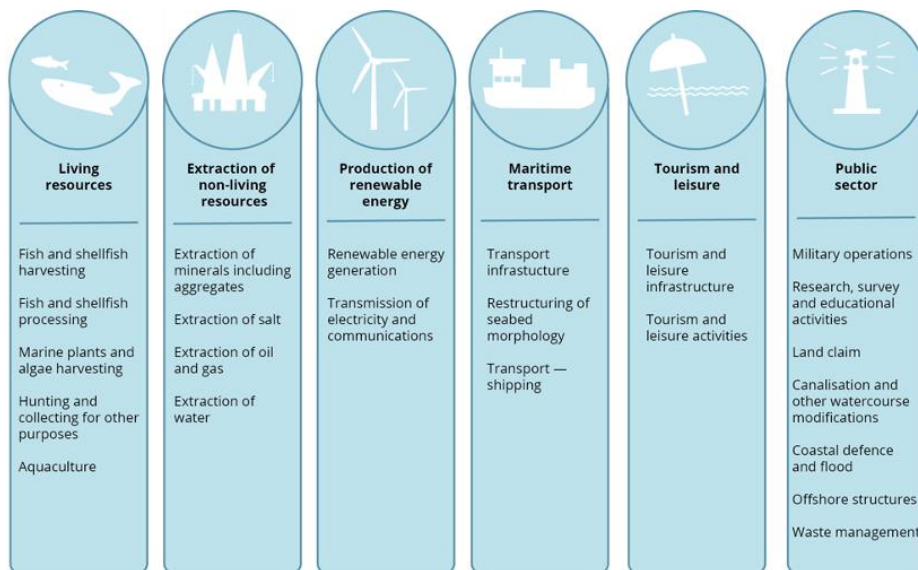 Living
resources
Fish and shellfish
harvesting
Fish and shellfish
processing
Marine plants and
algae harvesting
Hunting and
collecting for other
purposes
Aquaculture
Extraction of
non-living
resources
Extraction of
minerals including
aggregates
Extraction of salt
Extraction of oil
and gas
Extraction of
water
Production of
renewable
energy
Renewable energy
generation
Transmission of
electricity and
communications
Maritime
transport
Transport
infastucture
Restructuring of
seabed
morphology
Transport —
shipping
Tourism and
leisure
Tourism and
leisure
infrastructure
Tourism and
leisure activities
Public
sector
Military operations
Research, survey
and educational
activities
Land claim
Canalisation and
other watercourse
modifications
Coastal defence
and flood
Offshore structures
Waste management